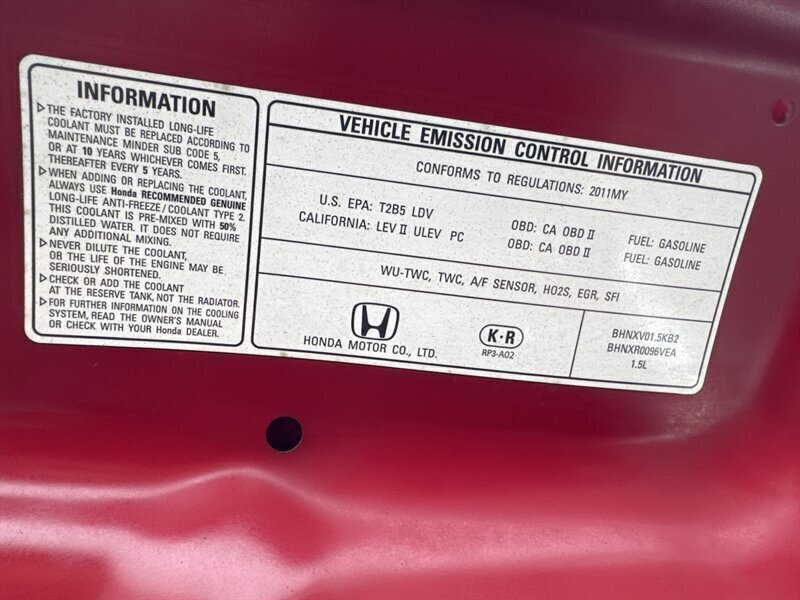 INFORMATION
▷THE FACTORY INSTALLED LONG-LIFE
COOLANT MUST BE REPLACED ACCORDING TO
MAINTENANCE MINDER SUB CODE 5,
OR AT 10 YEARS WHICHEVER COMES FIRST.
THEREAFTER EVERY 5 YEARS.
▷WHEN ADDING OR REPLACING THE COOLANT,
ALWAYS USE Honda RECOMMENDED GENUINE
LONG-LIFE ANTI-FREEZE/COOLANT TYPE 2.
THIS COOLANT IS PRE-MIXED WITH 50%
DISTILLED WATER. IT DOES NOT REQUIRE
ANY ADDITIONAL MIXING.
▷NEVER DILUTE THE COOLANT,
OR THE LIFE OF THE ENGINE MAY BE
SERIOUSLY SHORTENED.
▷CHECK OR ADD THE COOLANT
AT THE RESERVE TANK, NOT THE RADIATOR.
▷FOR FURTHER INFORMATION ON THE COOLING
SYSTEM, READ THE OWNER'S MANUAL
OR CHECK WITH YOUR Honda DEALER.
VEHICLE EMISSION CONTROL INFORMATION
CONFORMS TO REGULATIONS: 2011MY
U.S. EPA: T2B5 LDV OBD: CA OBD II FUEL: GASOLINE
CALIFORNIA: LEV II ULEV PC OBD: CA OBD II FUEL: GASOLINE
WU-TWC, TWC, A/F SENSOR, HO2S, EGR, SFI
HONDA MOTOR CO., LTD.
K·R
RP3-A02
BHNXV01.5KB2
BHNXR0096VEA
1.5L